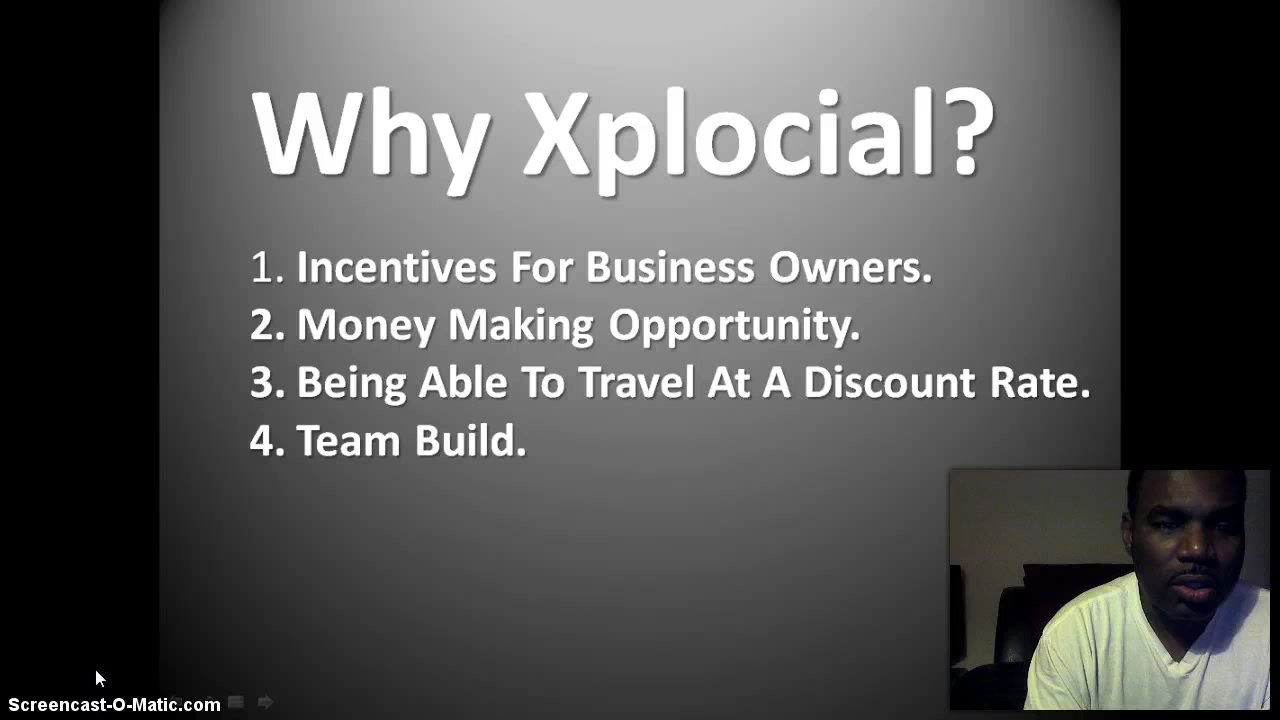 Why Xplocial?
1. Incentives For Business Owners.
2. Money Making Opportunity.
3. Being Able To Travel At A Discount Rate.
4. Team Build.
Screencast-O-Matic.com